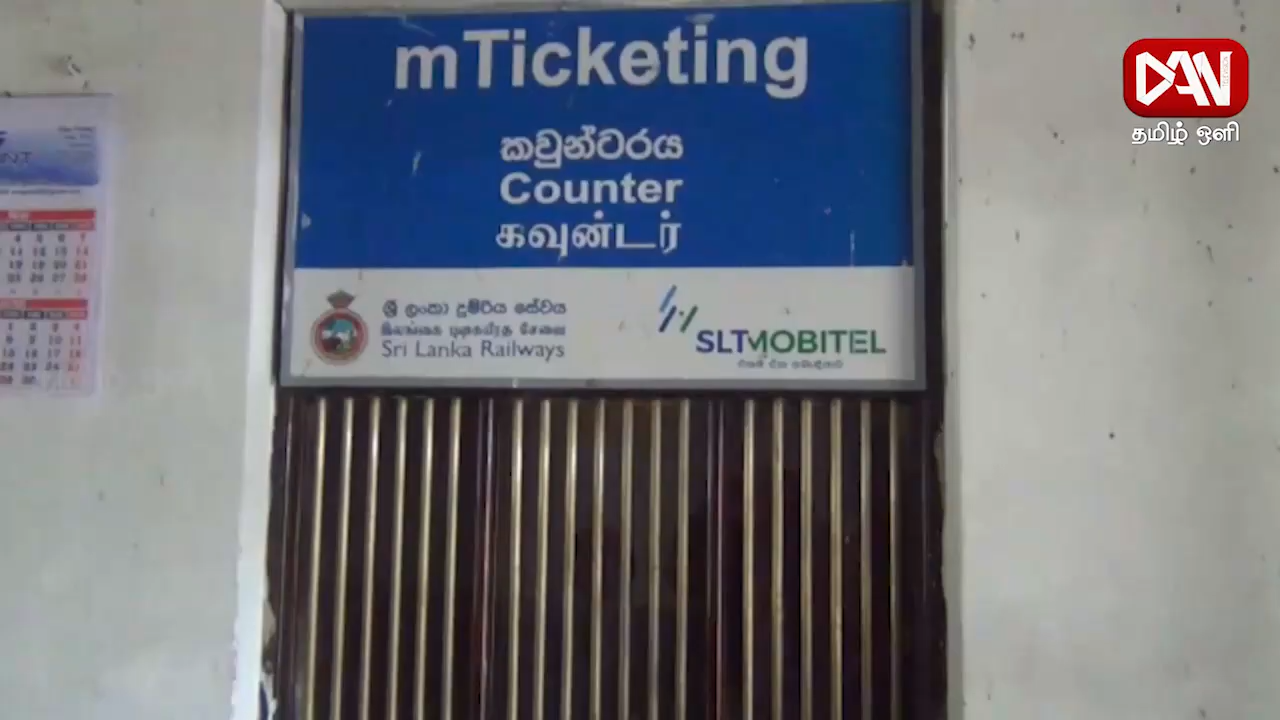 mTicketing
කවුන්ටරය
Counter
கவுன்டர்
ශ්‍රී ලංකා දුම්රිය සේවය
இலங்கை புகையிரத சேவை
Sri Lanka Railways
SLTMOBITEL
DAN
தமிழ் ஒளி